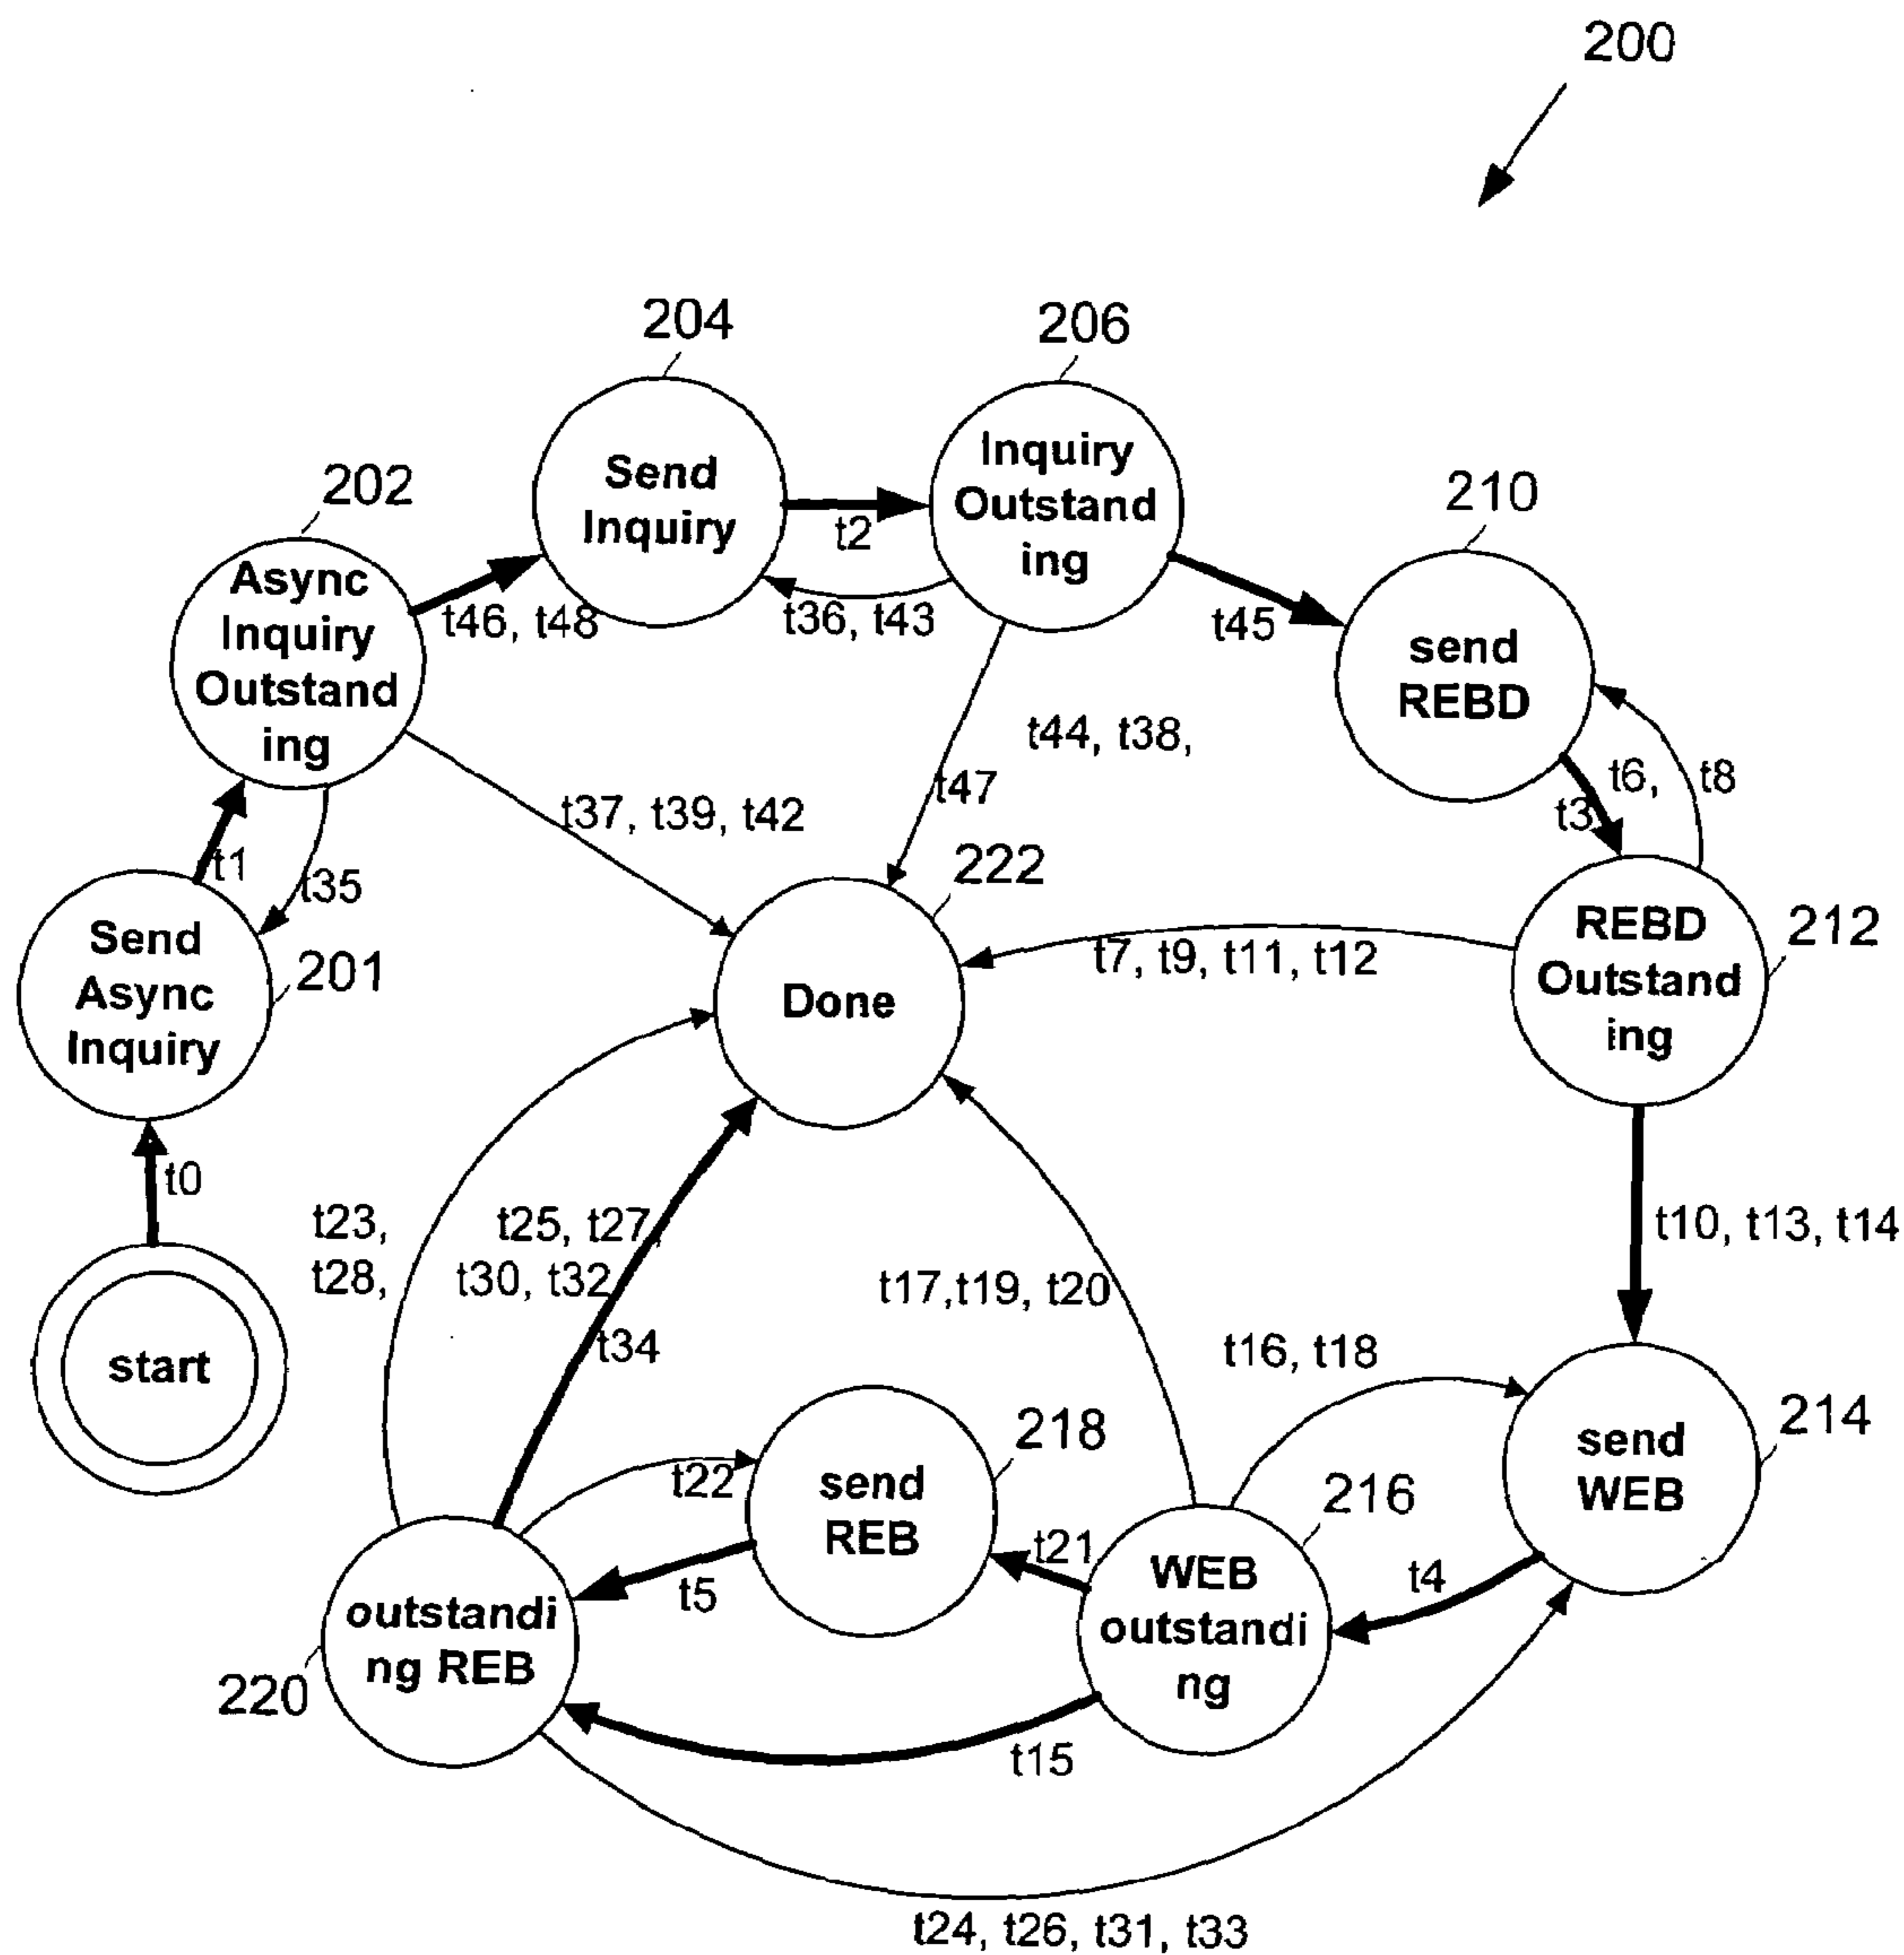 200
204
206
202
210
Send
Inquiry
Inquiry
Outstand
ing
Async
Inquiry
Outstand
ing
t2
t46, t48
t36, t43
t45
send
REBD
t44, t38,
t47
t37, t39, t42
t6,
t8
t3
t1
t35
222
Send
Async
Inquiry
201
REBD
Outstand
ing
212
t7, t9, t11, t12
Done
t0
t23,
t28,
t25, t27,
t30, t32
t34
t10, t13, t14
t17,t19, t20
start
t16, t18
218
214
send
WEB
t22
send
REB
216
t21
WEB
outstandi
ng
t4
t5
outstandi
ng REB
220
t15
t24, t26, t31, t33